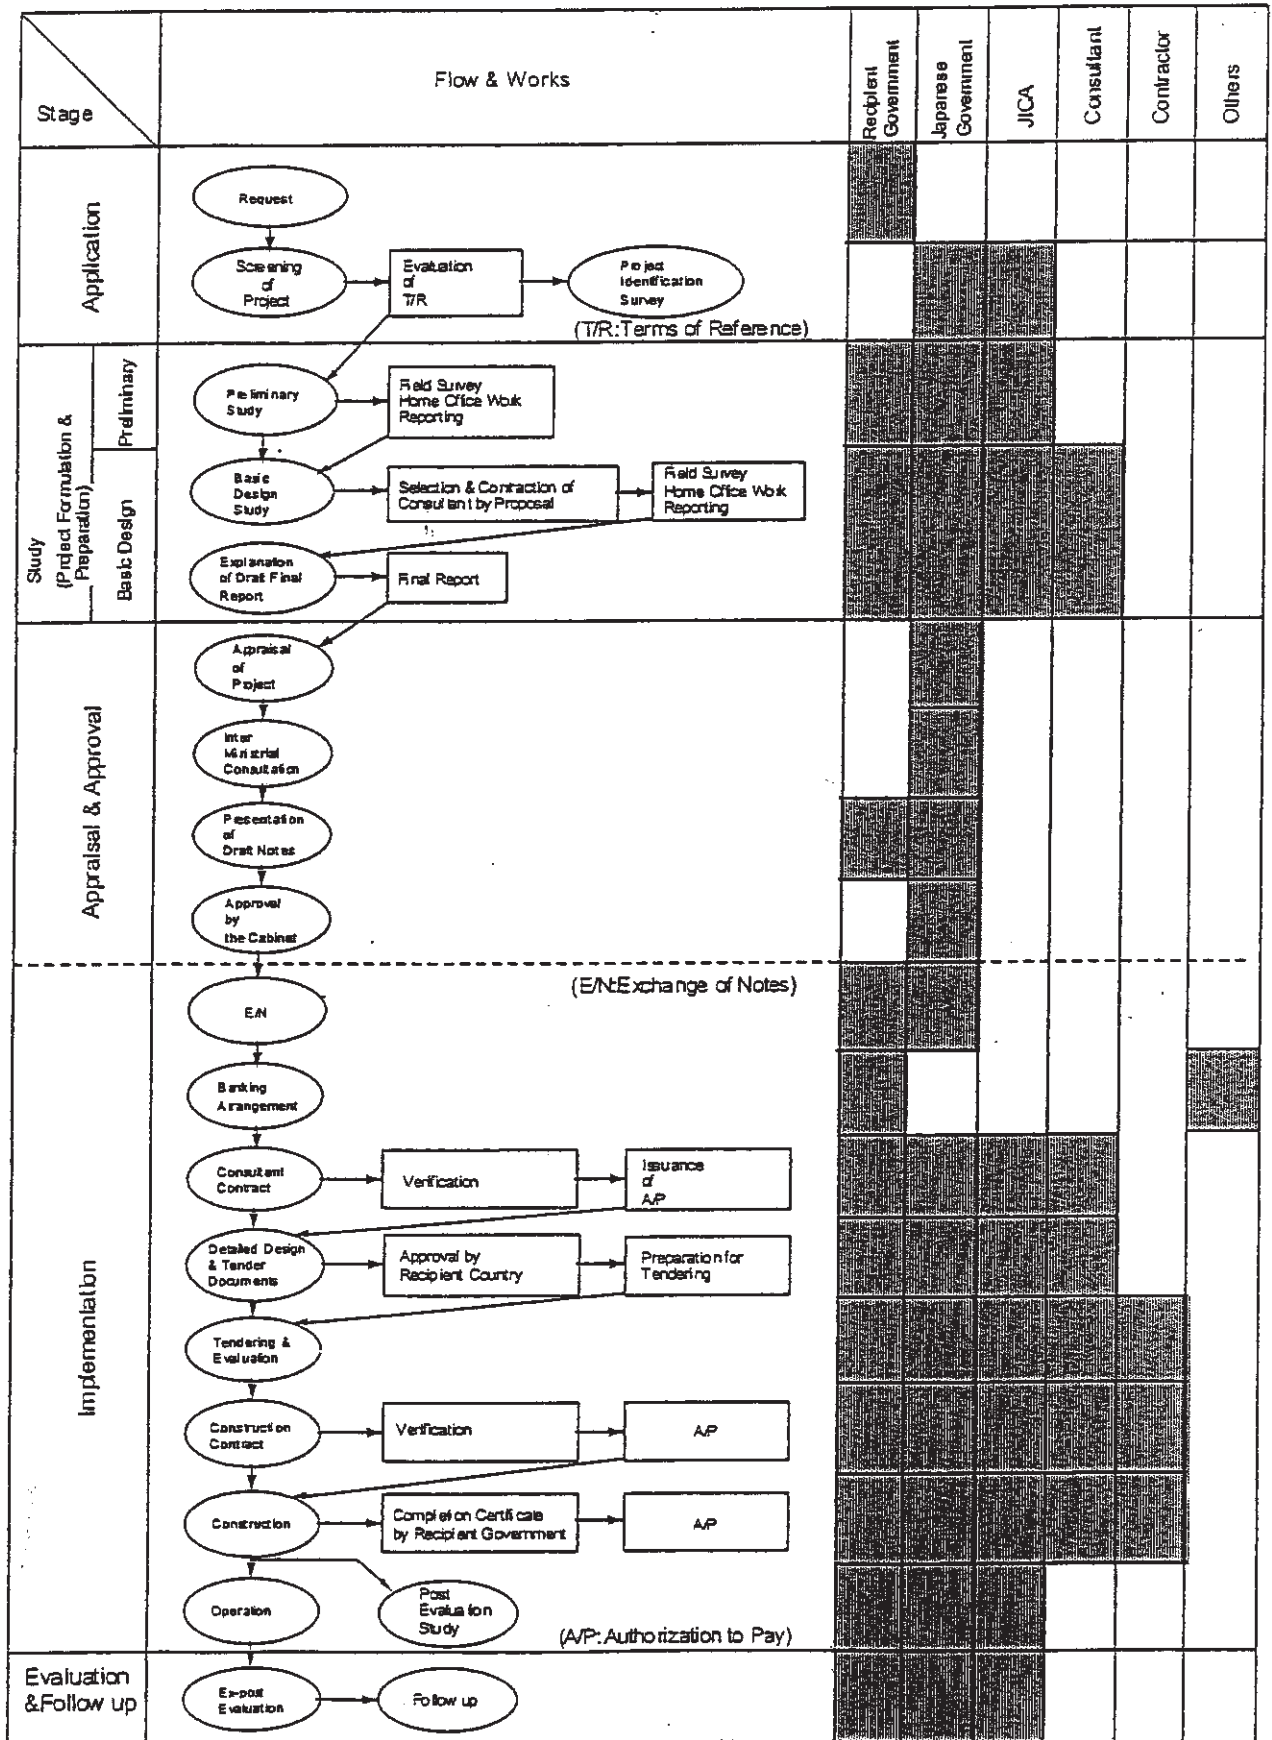 Stage
Flow & Works
Recipient
Government
Japanese
Government
JICA
Consultant
Contractor
Others
Application
Request
Screening
of
Project
Evaluation
of
T/R
Project
Identification
Survey
(T/R:Terms of Reference)
Study
(Project Formulation &
Preparation)
Preliminary
Preliminary
Study
Field Survey
Home Office Work
Reporting
Basic Design
Basic
Design
Study
Selection & Contraction of
Consultant by Proposal
Field Survey
Home Office Work
Reporting
Explanation
of Draft Final
Report
Final Report
Appraisal & Approval
Appraisal
of
Project
Inter
Ministrial
Consultation
Presentation
of
Draft Notes
Approval
by
the Cabinet
Implementation
(E/N:Exchange of Notes)
E/N
Banking
Arrangement
Consultant
Contract
Verification
Issuance
of
A/P
Detailed Design
& Tender
Documents
Approval by
Recipient Country
Preparation for
Tendering
Tendering &
Evaluation
Construction
Contract
Verification
A/P
Construction
Completion Certificate
by Recipient Government
A/P
Operation
Post
Evaluation
Study
(A/P:Authorization to Pay)
Evaluation
&Follow up
Ex-post
Evaluation
Follow up